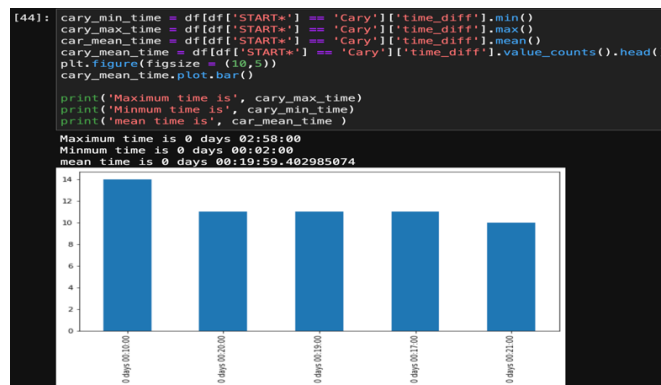 [44]: cary_min_time = df[df['START*'] == 'Cary']['time_diff'].min()
cary_max_time = df[df['START*'] == 'Cary']['time_diff'].max()
car_mean_time = df[df['START*'] == 'Cary']['time_diff'].mean()
cary_mean_time = df[df['START*'] == 'Cary']['time_diff'].value_counts().head(
plt.figure(figsize = (10,5))
cary_mean_time.plot.bar()
print('Maximum time is', cary_max_time)
print('Minmum time is', cary_min_time)
print('mean time is', car_mean_time )
Maximum time is 0 days 02:58:00
Minmum time is 0 days 00:02:00
mean time is 0 days 00:19:59.402985074
14
12
10
8
6
4
2
0
0 days 00:10:00
0 days 00:20:00
0 days 00:19:00
0 days 00:17:00
0 days 00:21:00